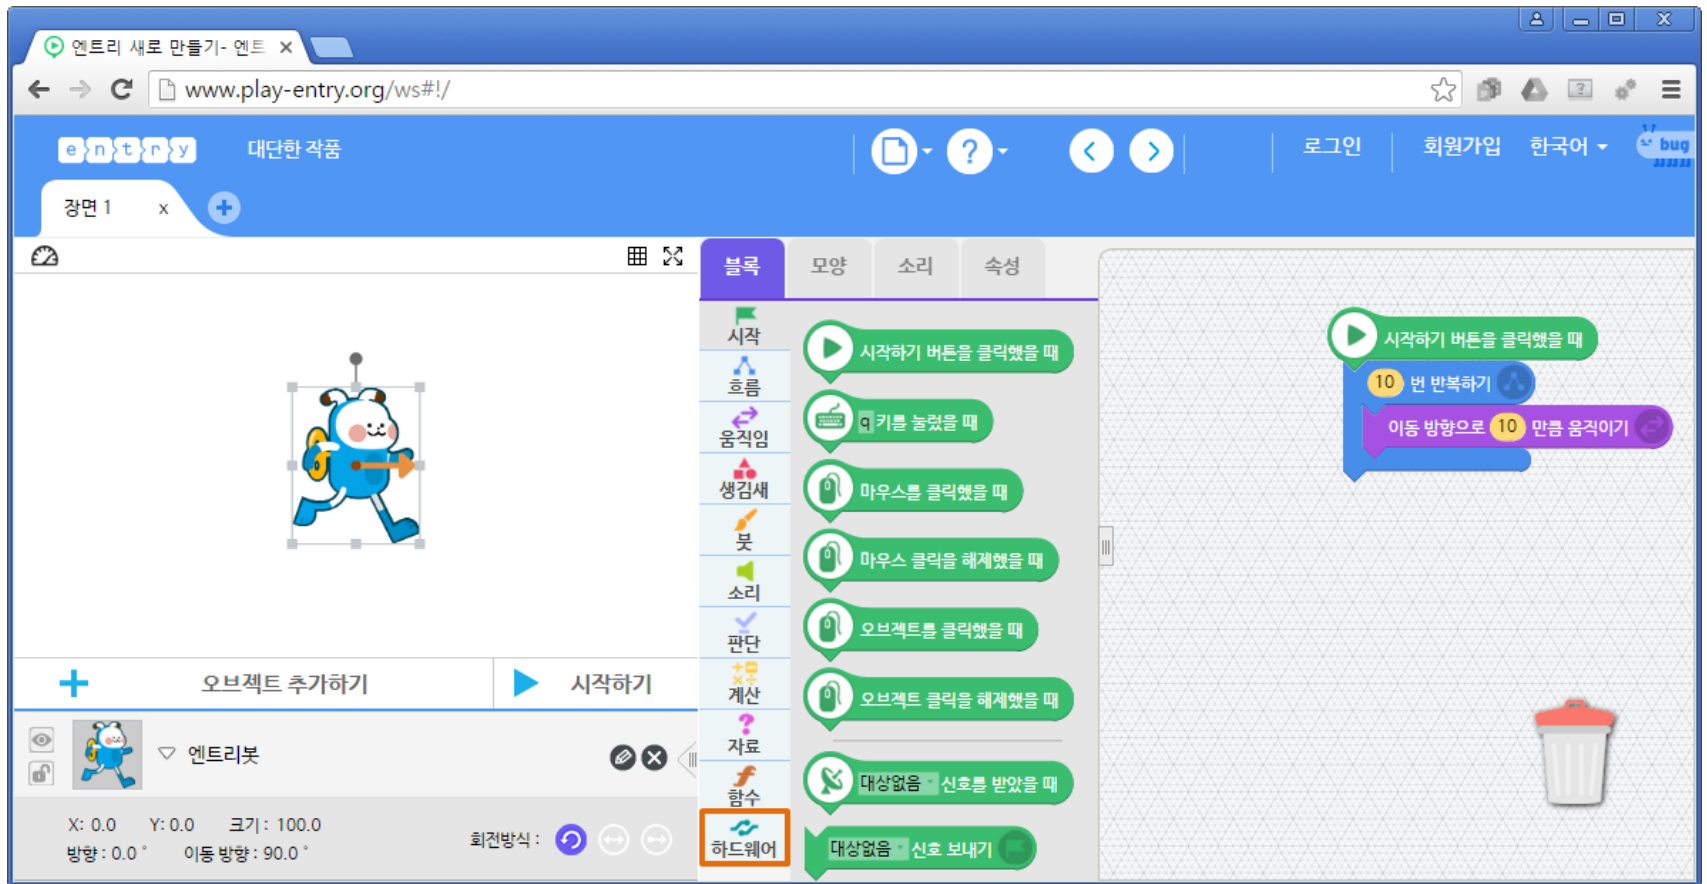 엔트리 새로 만들기- 엔트
www.play-entry.org/ws#!/
entry
대단한 작품
로그인
회원가입
한국어
bug
장면 1 x
블록
모양
소리
속성
시작
흐름
움직임
생김새
붓
소리
판단
계산
자료
함수
하드웨어
시작하기 버튼을 클릭했을 때
q 키를 눌렀을 때
마우스를 클릭했을 때
마우스 클릭을 해제했을 때
오브젝트를 클릭했을 때
오브젝트 클릭을 해제했을 때
대상없음 신호를 받았을 때
대상없음 신호 보내기
시작하기 버튼을 클릭했을 때
10 번 반복하기
이동 방향으로 10 만큼 움직이기
오브젝트 추가하기
시작하기
엔트리봇
X: 0.0 Y: 0.0 크기 : 100.0
방향 : 0.0 ° 이동 방향 : 90.0 °
회전방식 :